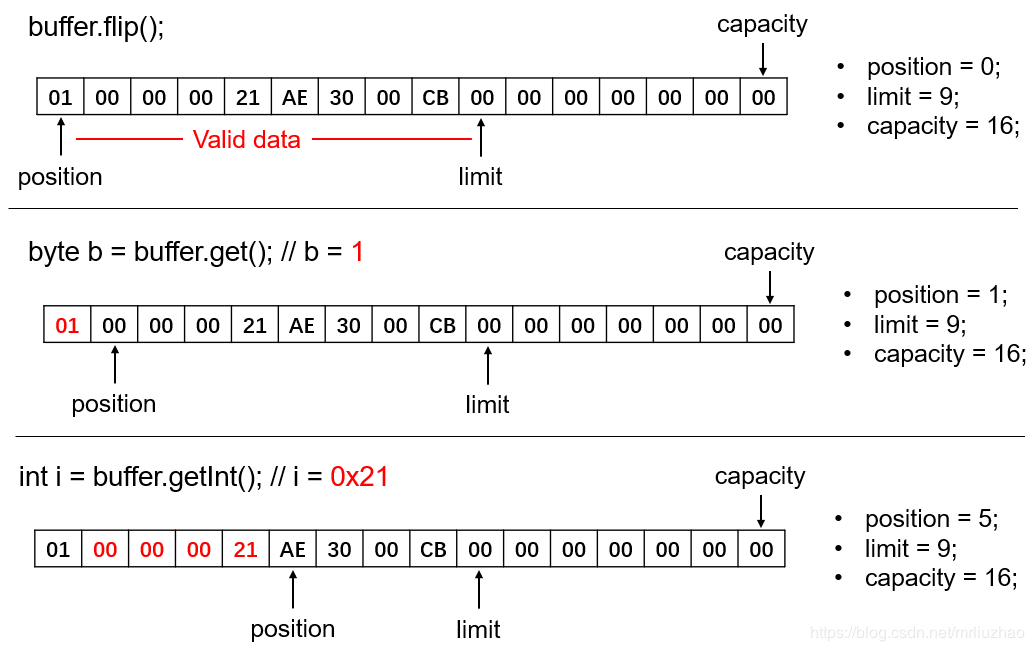 buffer.flip();
capacity
01 00 00 00 21 AE 30 00 CB 00 00 00 00 00 00 00
Valid data
position
limit
• position = 0;
• limit = 9;
• capacity = 16;
byte b = buffer.get(); // b = 1
capacity
01 00 00 00 21 AE 30 00 CB 00 00 00 00 00 00 00
position
limit
• position = 1;
• limit = 9;
• capacity = 16;
int i = buffer.getInt(); // i = 0x21
capacity
01 00 00 00 21 AE 30 00 CB 00 00 00 00 00 00 00
position
limit
• position = 5;
• limit = 9;
• capacity = 16;
https://blog.csdn.net/mrliuzhao